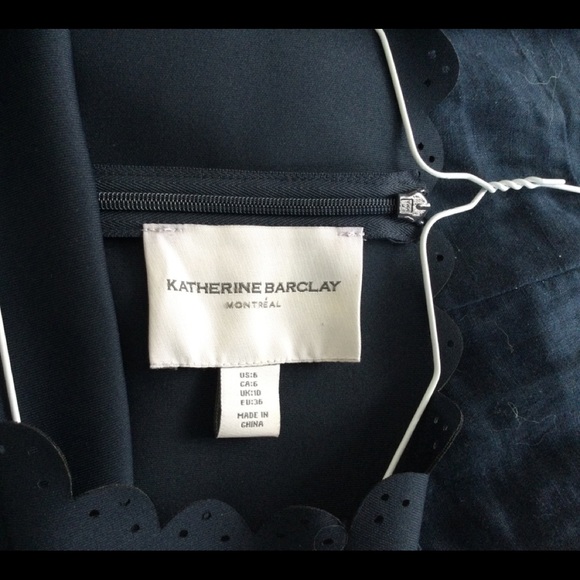 KATHERINE BARCLAY
MONTRÉAL
US:6
CA:6
UK:10
EU:36
MADE IN
CHINA